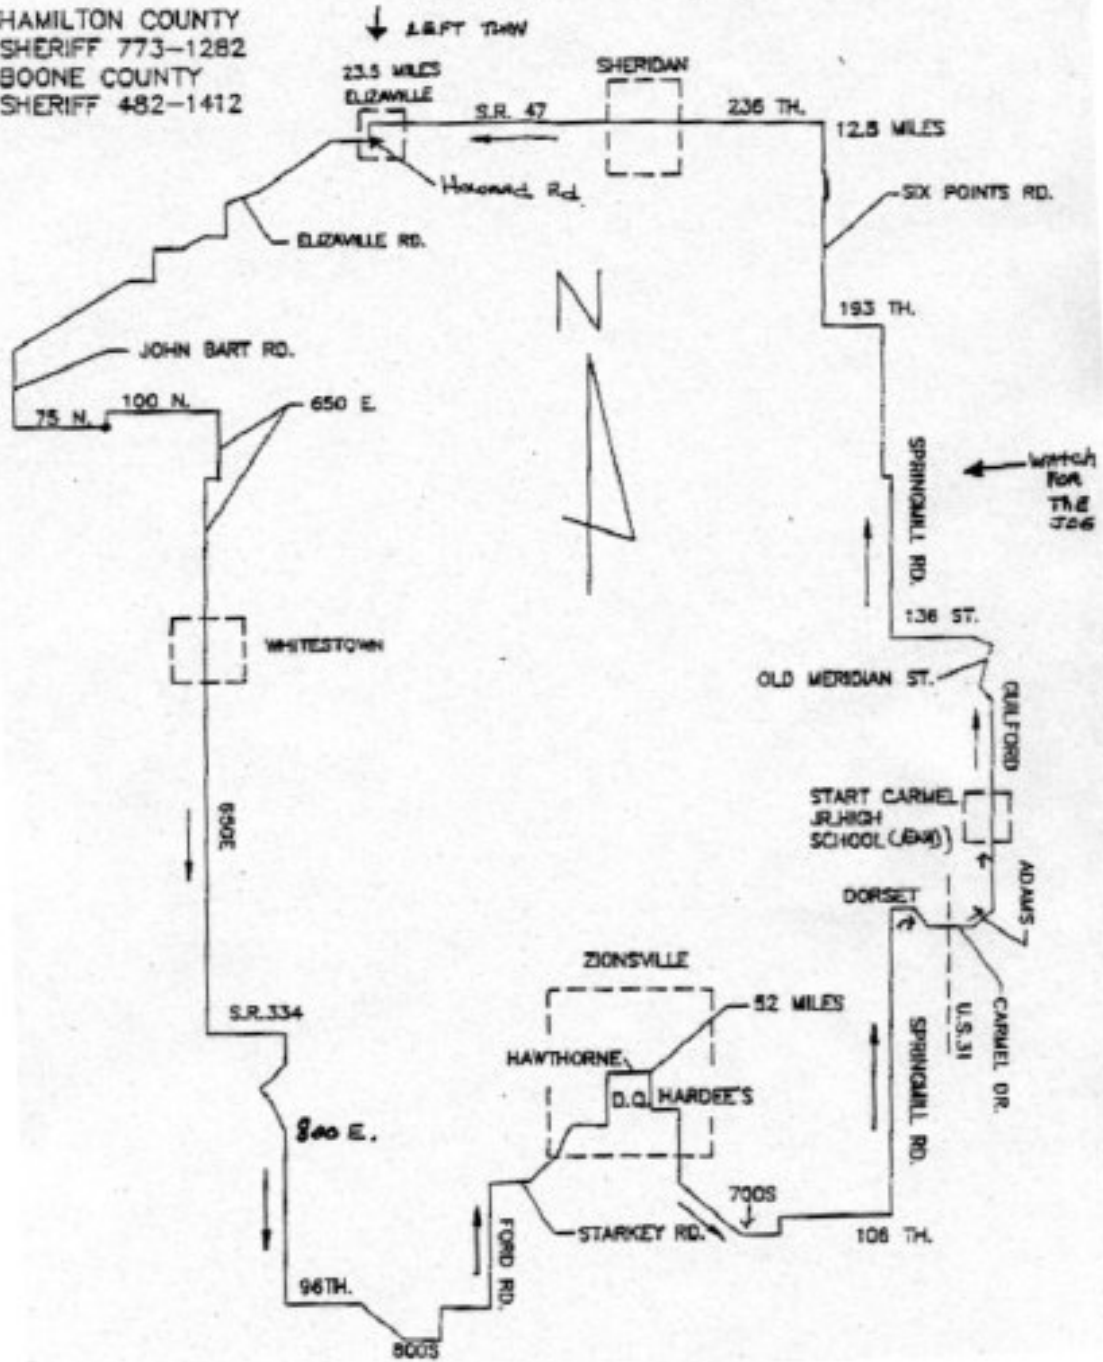 HAMILTON COUNTY
SHERIFF 773-1282
BOONE COUNTY
SHERIFF 482-1412
LEFT TURN
23.5 MILES
ELIZAVILLE
SHERIDAN
S.R. 47
236 TH.
12.8 MILES
Rd.
SIX POINTS RD.
ELIZAVILLE RD.
N
193 TH.
JOHN BART RD.
75 N.
100 N.
650 E.
SPRINGMILL RD.
WATCH
FOR
THE
JOG
136 ST.
WHITESTOWN
OLD MERIDIAN ST.
GUILFORD
START CARMEL
JR.HIGH
SCHOOL (END)
650E
DORSET
ADAMS
ZIONSVILLE
52 MILES
S.R.334
HAWTHORNE
D.Q.
HARDEE'S
U.S.31
CARMEL DR.
SPRINGMILL RD.
800 E.
700S
STARKEY RD.
106 TH.
FORD RD.
96TH.
800S